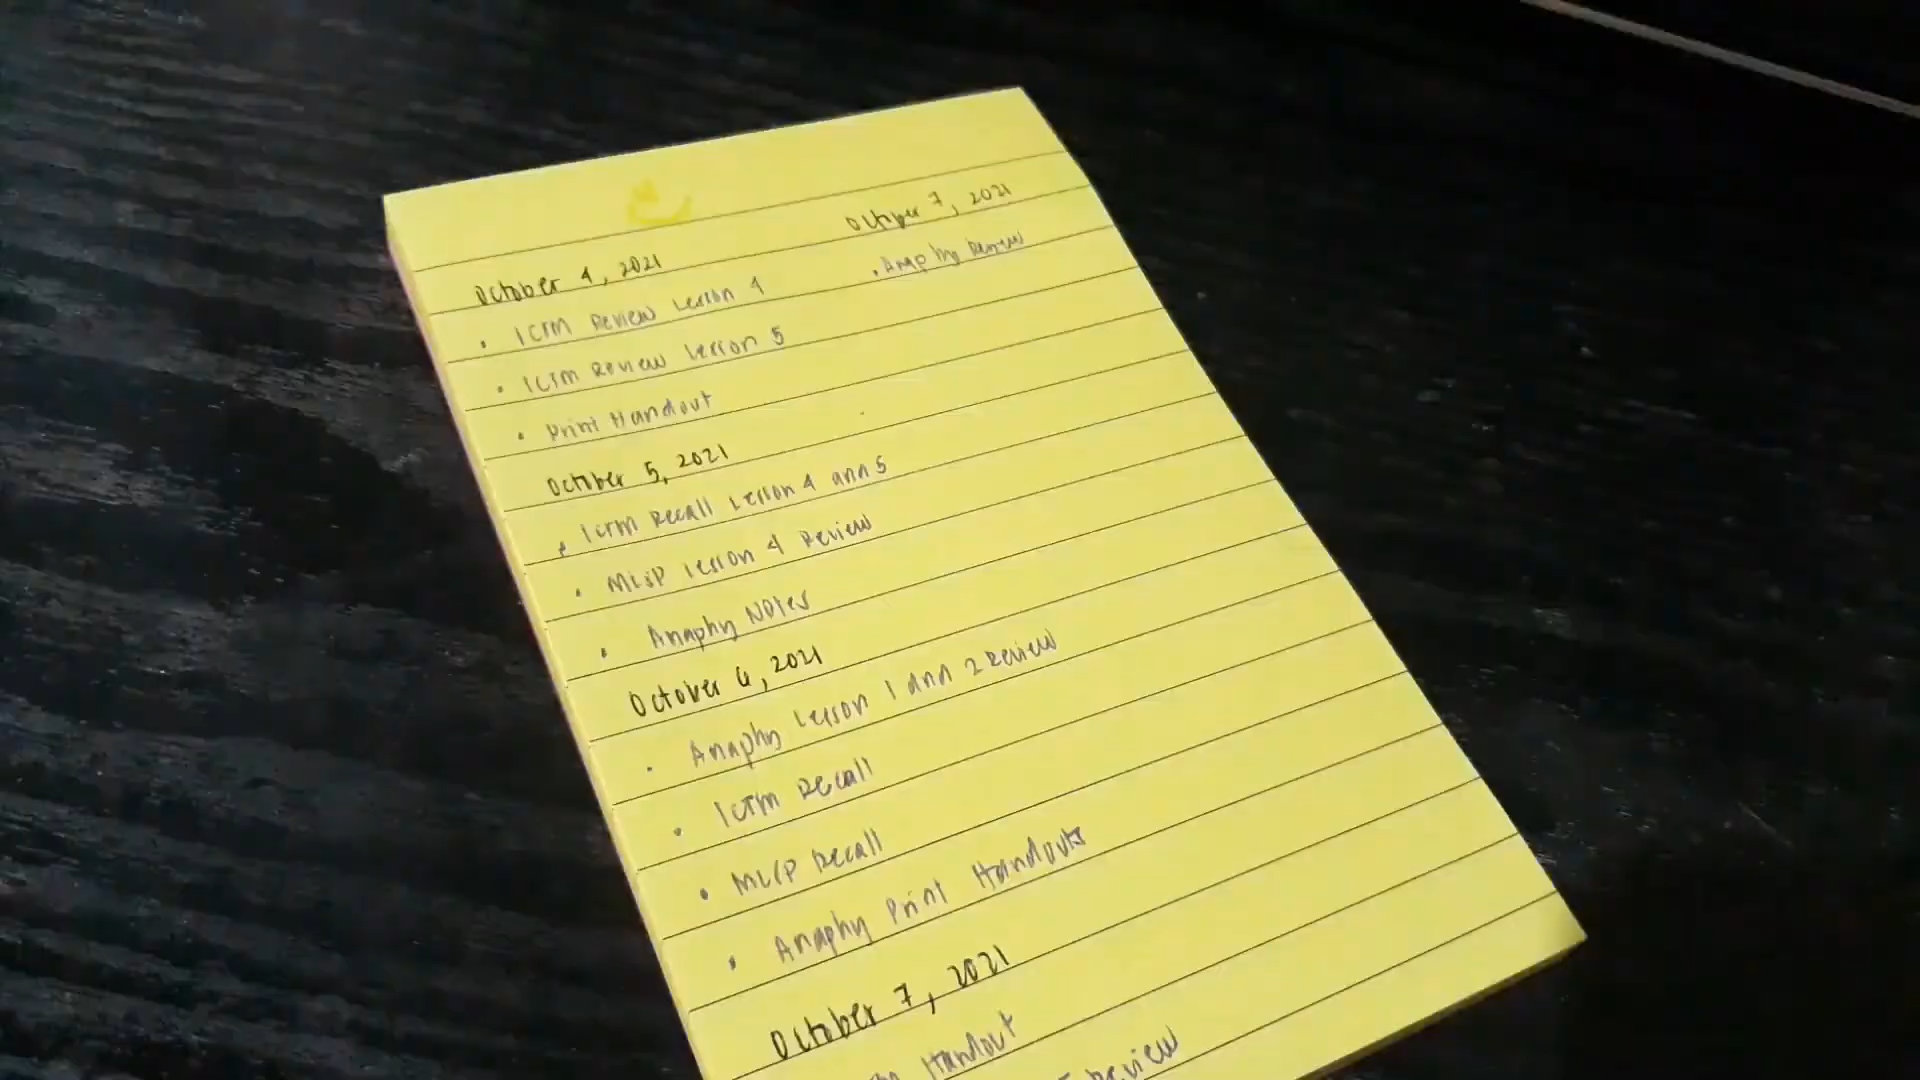 October 4, 2021
• ICTM Review Lesson 4
• ICTM Review Lesson 5
• Print Handout
October 5, 2021
• ICTM Recall Lesson 4 and 5
• MLSP Lesson 4 Review
• Anaphy Notes
October 6, 2021
• Anaphy Lesson 1 and 2 Review
• ICTM Recall
• MLSP Recall
• Anaphy Print Handouts
October 7, 2021
Handout
Review
October 7, 2021
• Anaphy Review